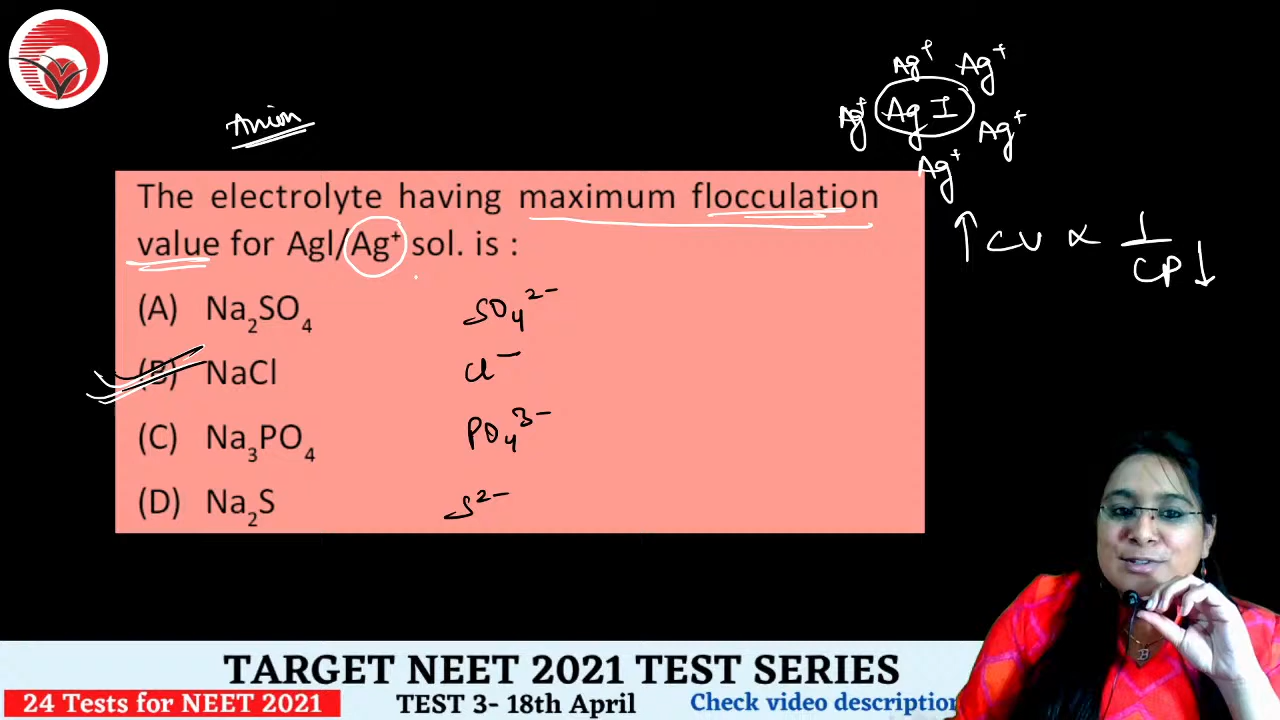 Anion
Ag⁺ Ag⁺
Ag⁺ Ag I Ag⁺
Ag⁺
The electrolyte having maximum flocculation
value for AgI/Ag⁺ sol. is :
↑ CV ∝ 1/CP ↓
(A) Na₂SO₄ SO₄²⁻
(B) NaCl Cl⁻
(C) Na₃PO₄ PO₄³⁻
(D) Na₂S S²⁻
TARGET NEET 2021 TEST SERIES
24 Tests for NEET 2021 TEST 3- 18th April Check video description